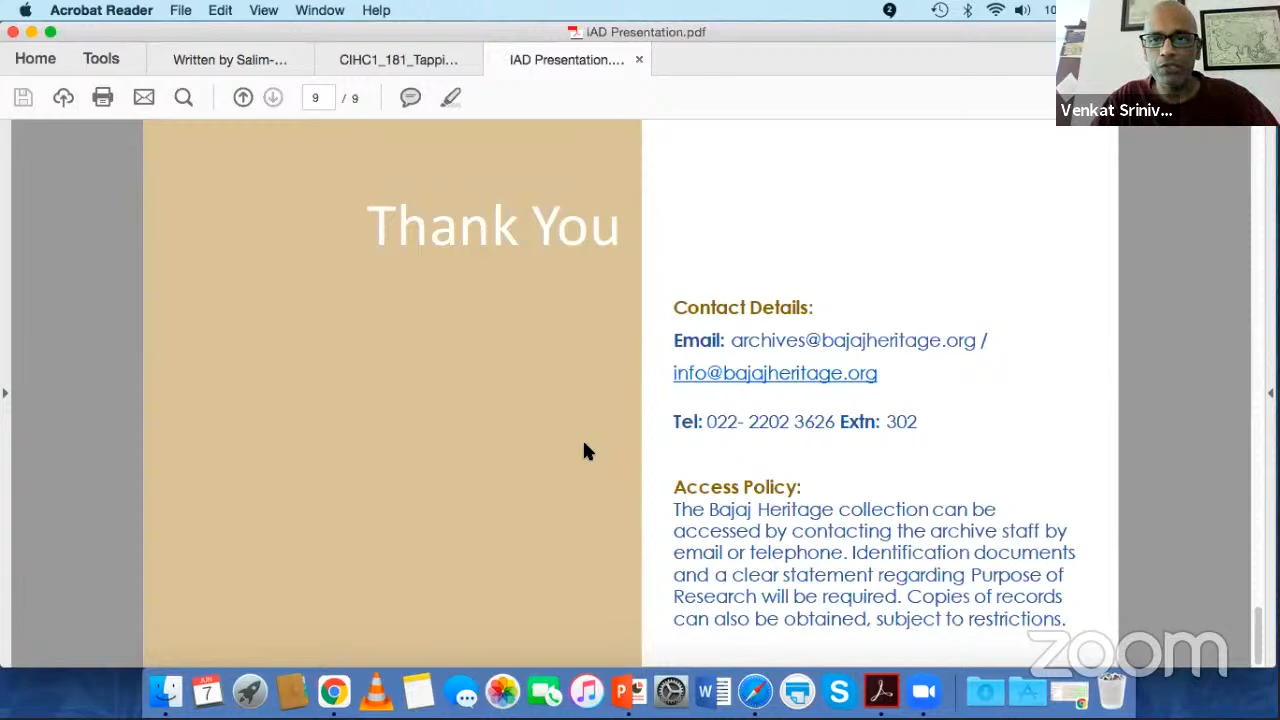 Acrobat Reader File Edit View Window Help
IAD Presentation.pdf
Home Tools Written by Salim-... CIHC1_181_Tappi... IAD Presentation.... ×
9 / 9
Venkat Sriniv...
Thank You
Contact Details:
Email: archives@bajajheritage.org /
info@bajajheritage.org
Tel: 022- 2202 3626 Extn: 302
Access Policy:
The Bajaj Heritage collection can be
accessed by contacting the archive staff by
email or telephone. Identification documents
and a clear statement regarding Purpose of
Research will be required. Copies of records
can also be obtained, subject to restrictions.
zoom
JUN
7